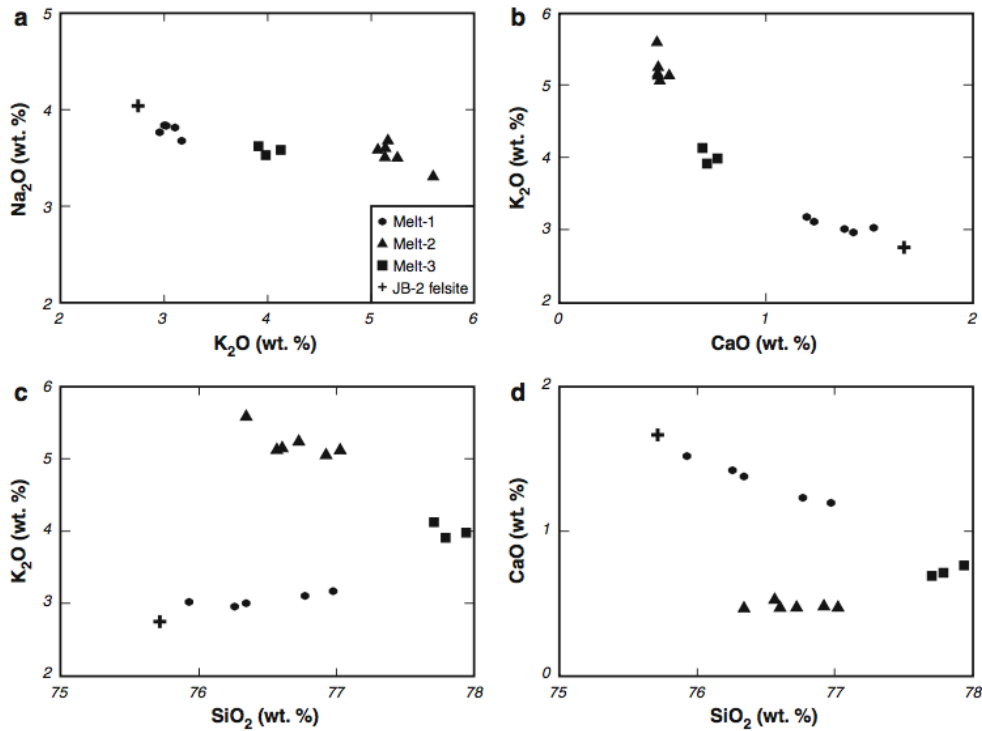 a
5
4
3
2
Na2O (wt. %)
2 3 4 5 6
K2O (wt. %)
Melt-1
Melt-2
Melt-3
JB-2 felsite
b
6
5
4
3
2
K2O (wt. %)
0 1 2
CaO (wt. %)
c
6
5
4
3
2
K2O (wt. %)
75 76 77 78
SiO2 (wt. %)
d
2
1
0
CaO (wt. %)
75 76 77 78
SiO2 (wt. %)